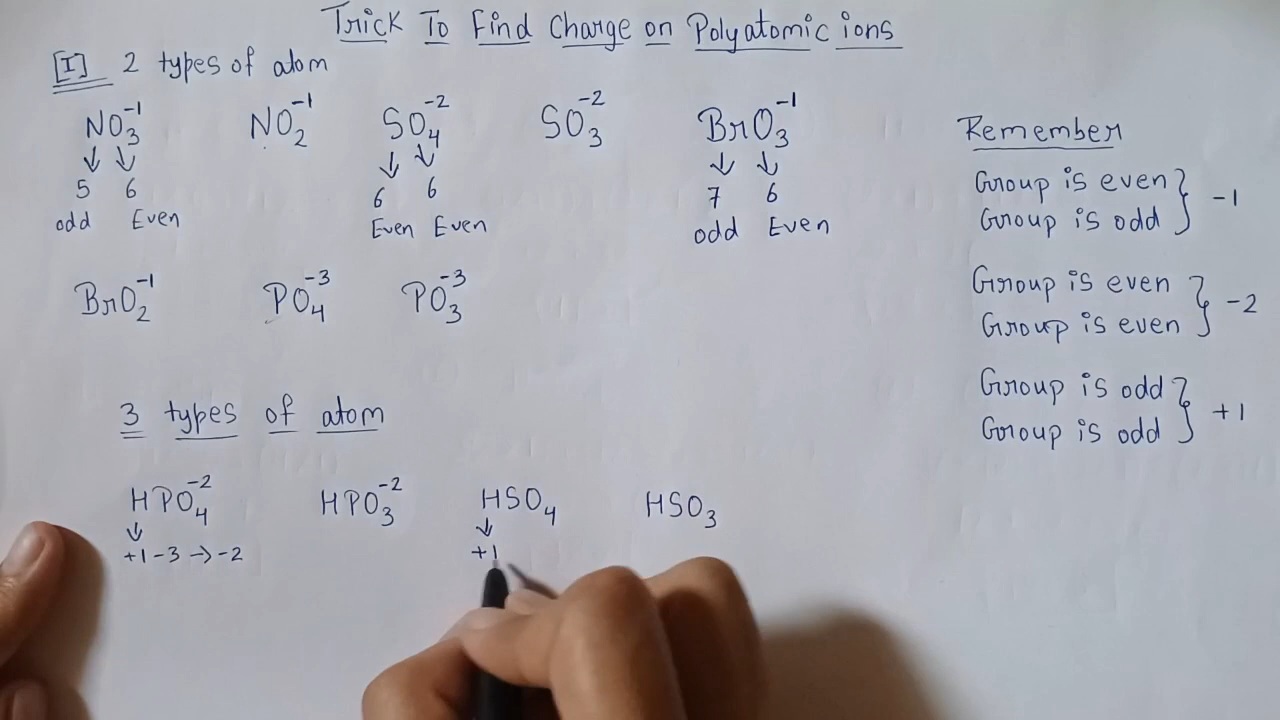 Trick To Find Charge on Polyatomic ions
[I] 2 types of atom
NO₃⁻¹ NO₂⁻¹ SO₄⁻² SO₃⁻² BrO₃⁻¹
↓ ↓ ↓ ↓ ↓ ↓
5 6 6 6 7 6
odd Even Even Even odd Even
BrO₂⁻¹ PO₄⁻³ PO₃⁻³
Remember
Group is even
Group is odd } -1
Group is even
Group is even } -2
Group is odd
Group is odd } +1
3 types of atom
HPO₄⁻² HPO₃⁻² HSO₄ HSO₃
↓ ↓
+1-3 → -2 +1